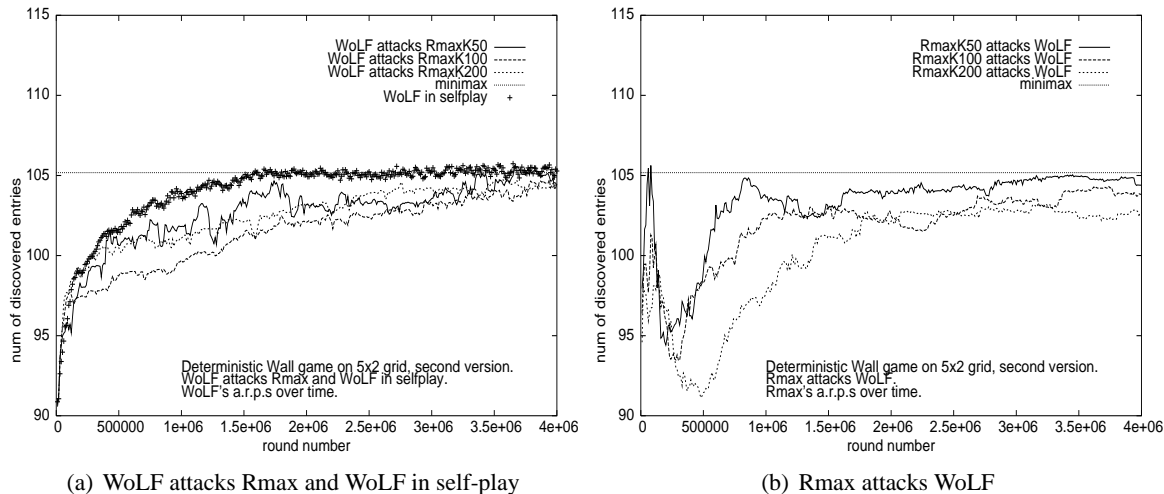 115
110
105
100
95
90
num of discovered entries
WoLF attacks RmaxK50
WoLF attacks RmaxK100
WoLF attacks RmaxK200
minimax
WoLF in selfplay
Deterministic Wall game on 5x2 grid, second version.
WoLF attacks Rmax and WoLF in selfplay.
WoLF's a.r.p.s over time.
0 500000 1e+06 1.5e+06 2e+06 2.5e+06 3e+06 3.5e+06 4e+06
round number
(a) WoLF attacks Rmax and WoLF in self-play
115
110
105
100
95
90
num of discovered entries
RmaxK50 attacks WoLF
RmaxK100 attacks WoLF
RmaxK200 attacks WoLF
minimax
Deterministic Wall game on 5x2 grid, second version.
Rmax attacks WoLF.
Rmax's a.r.p.s over time.
0 500000 1e+06 1.5e+06 2e+06 2.5e+06 3e+06 3.5e+06 4e+06
round number
(b) Rmax attacks WoLF